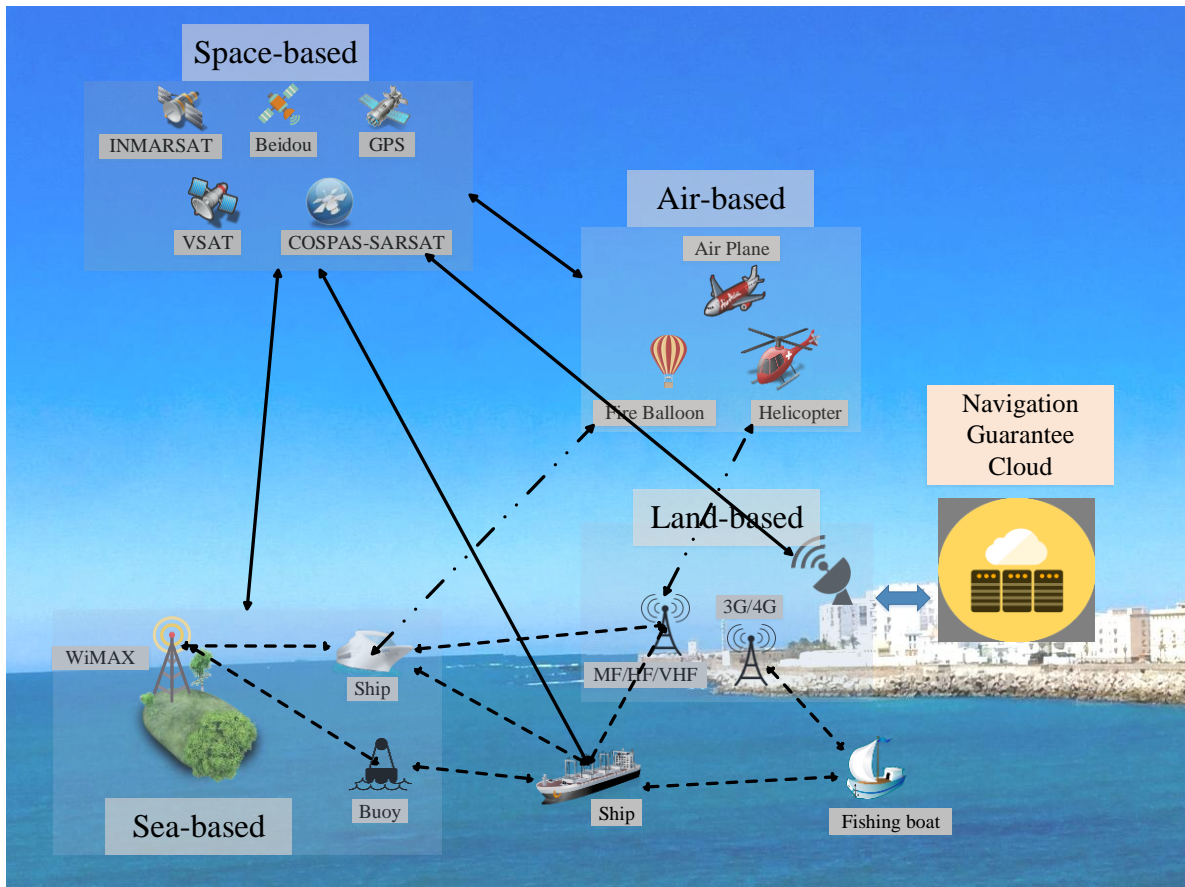 Space-based
INMARSAT
Beidou
GPS
VSAT
COSPAS-SARSAT
Air-based
Air Plane
Fire Balloon
Helicopter
Navigation
Guarantee
Cloud
Land-based
3G/4G
MF/HF/VHF
WiMAX
Ship
Buoy
Sea-based
Ship
Fishing boat